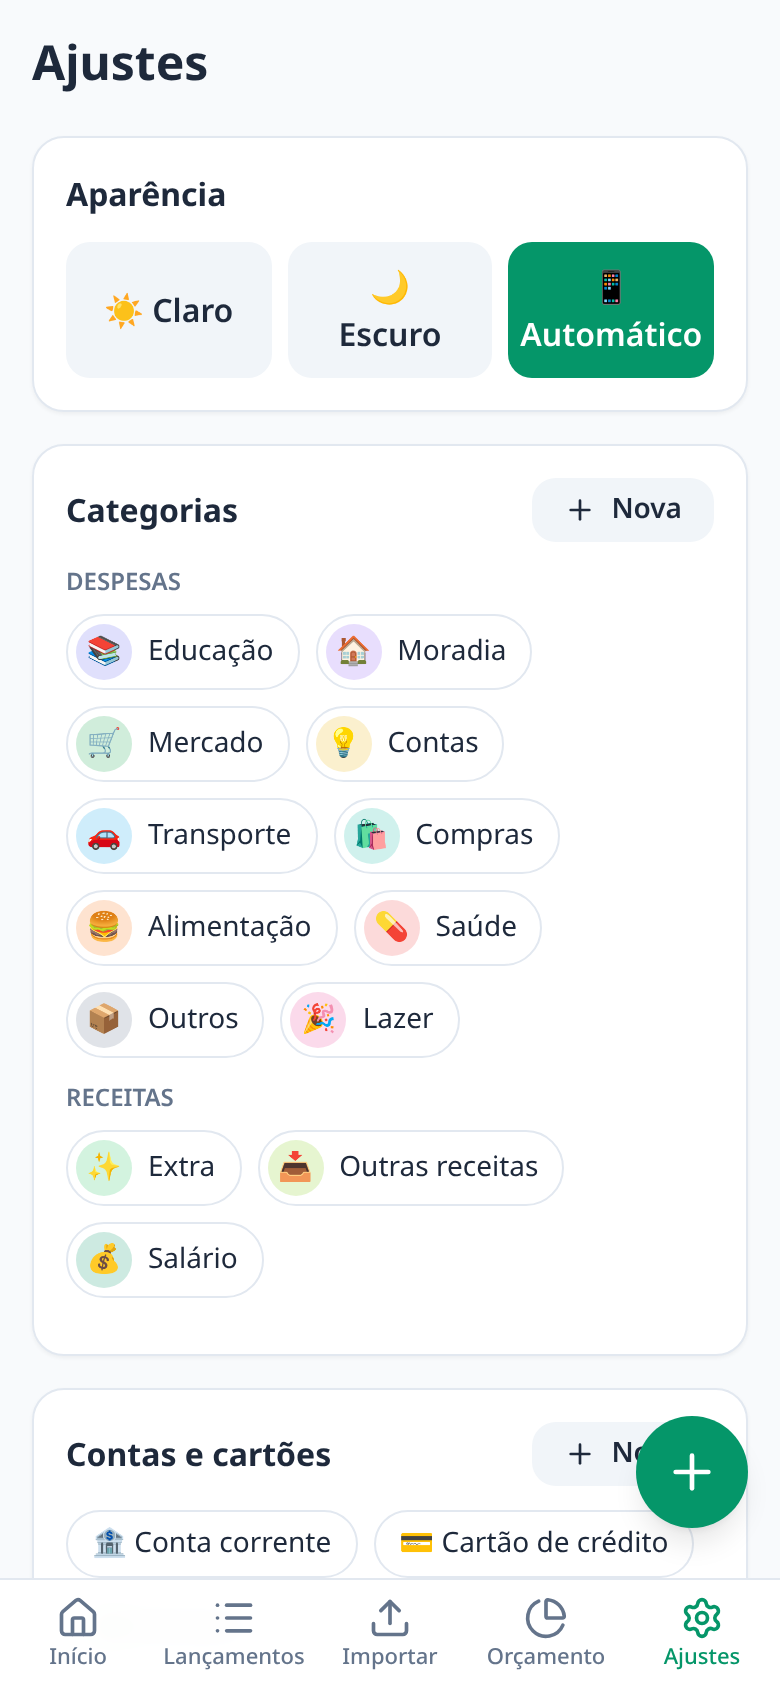 Ajustes
Aparência
☀️ Claro
🌙
Escuro
📱
Automático
Categorias
+ Nova
DESPESAS
📚 Educação
🏠 Moradia
🛒 Mercado
💡 Contas
🚗 Transporte
🛍️ Compras
🍔 Alimentação
💊 Saúde
📦 Outros
🎉 Lazer
RECEITAS
✨ Extra
📥 Outras receitas
💰 Salário
Contas e cartões
🏦 Conta corrente
💳 Cartão de crédito
Início
Lançamentos
Importar
Orçamento
Ajustes